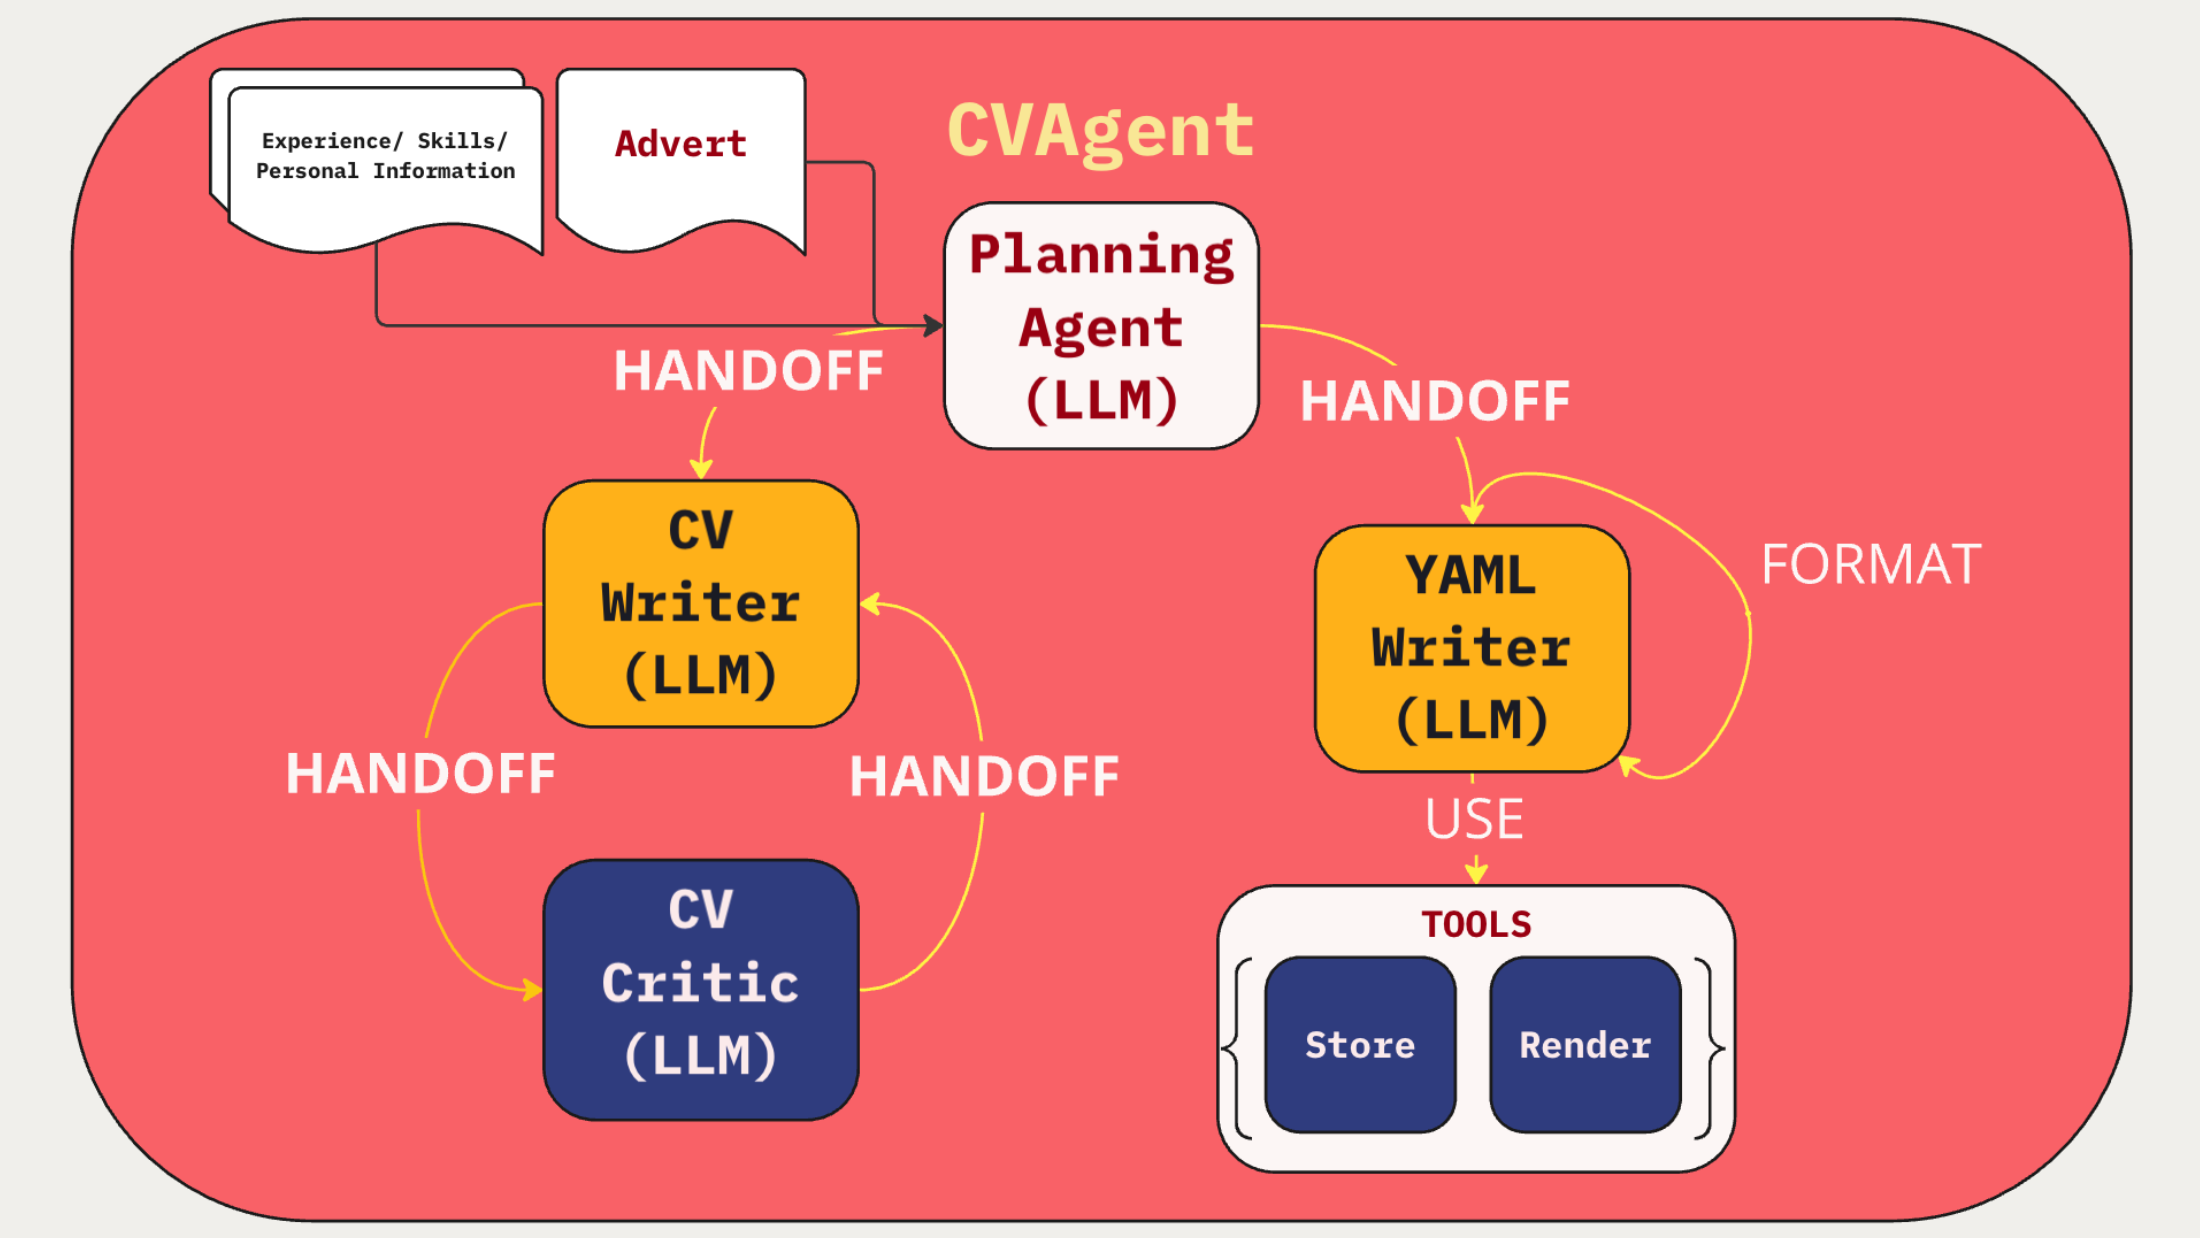 Experience/ Skills/
Personal Information
Advert
CVAgent
Planning
Agent
(LLM)
HANDOFF
HANDOFF
CV
Writer
(LLM)
YAML
Writer
(LLM)
FORMAT
HANDOFF
HANDOFF
USE
CV
Critic
(LLM)
TOOLS
Store
Render